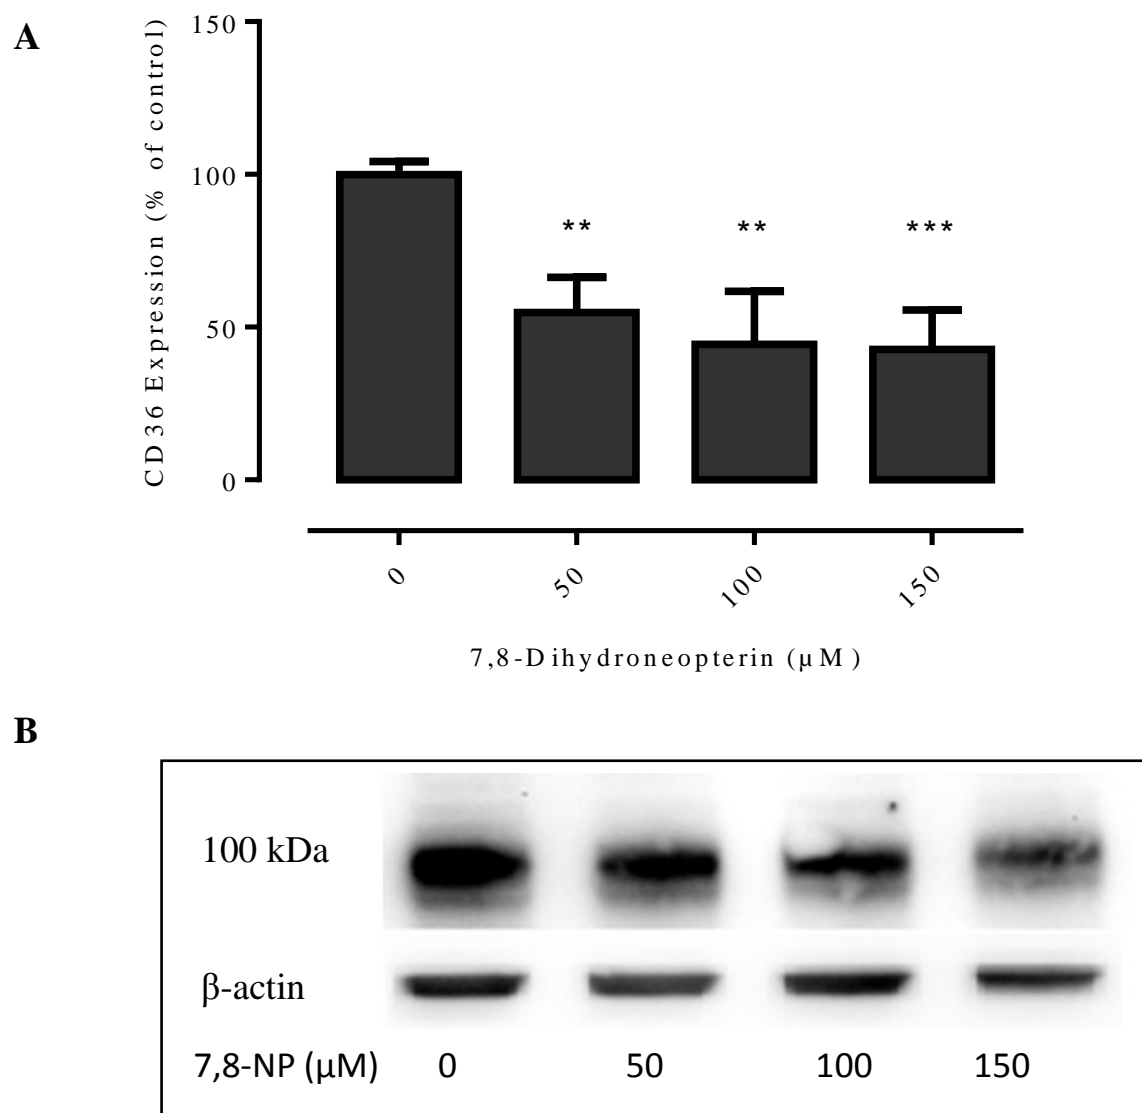 A
CD36 Expression (% of control)
150
100
50
0
** ** ***
0 50 100 150
7,8-Dihydroneopterin (µM)
B
100 kDa
β-actin
7,8-NP (µM) 0 50 100 150